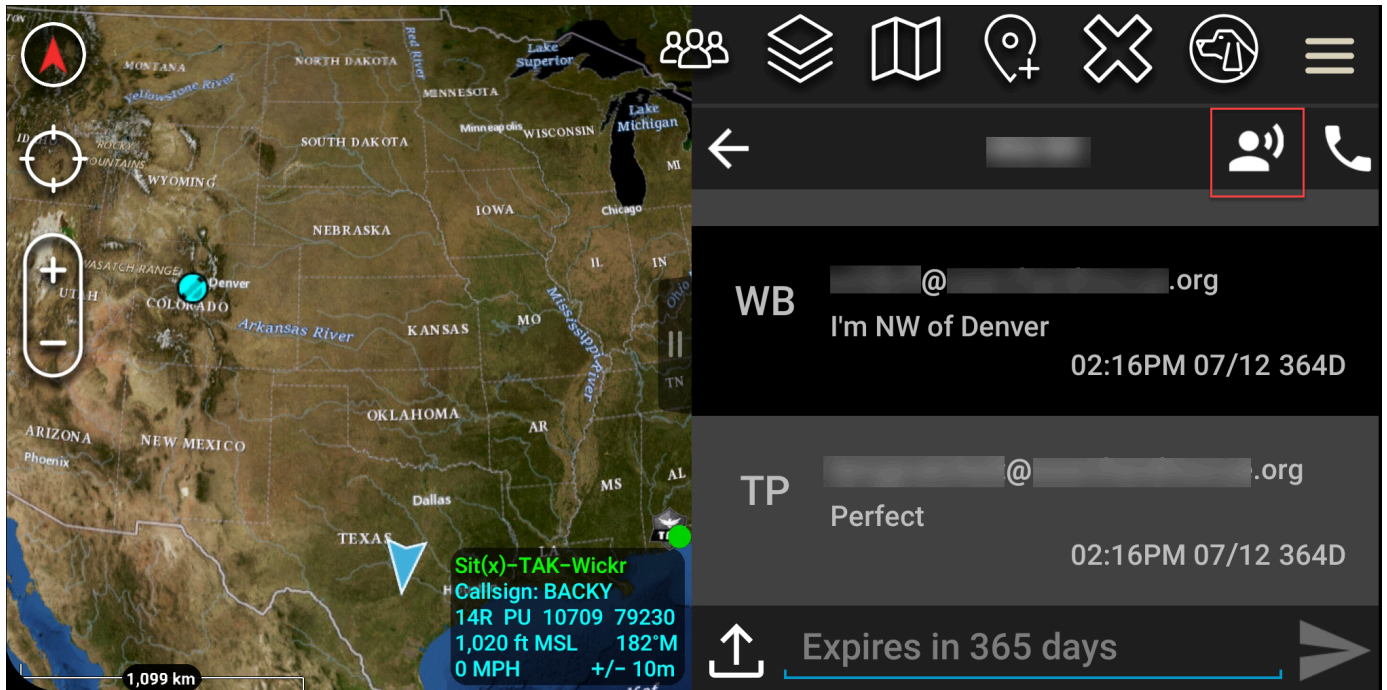 MONTANA
Yellowstone River
NORTH DAKOTA
Red River
Lake
Superior
MINNESOTA
Minneapolis
WISCONSIN
Lake
Michigan
MI
ID
ROCKY
MOUNTAINS
SOUTH DAKOTA
WYOMING
IOWA
Chicago
NEBRASKA
IL
IN
WASATCH RANGE
Denver
UTAH
COLORADO
Ohio
Arkansas River
KANSAS
MO
Mississippi River
TN
OKLAHOMA
AR
ARIZONA
Phoenix
NEW MEXICO
MS
AL
Dallas
TEXAS
LA
Sit(x)-TAK-Wickr
Callsign: BACKY
14R PU 10709 79230
1,020 ft MSL 182°M
0 MPH +/- 10m
1,099 km
WB
@ .org
I'm NW of Denver
02:16PM 07/12 364D
TP
@ .org
Perfect
02:16PM 07/12 364D
Expires in 365 days